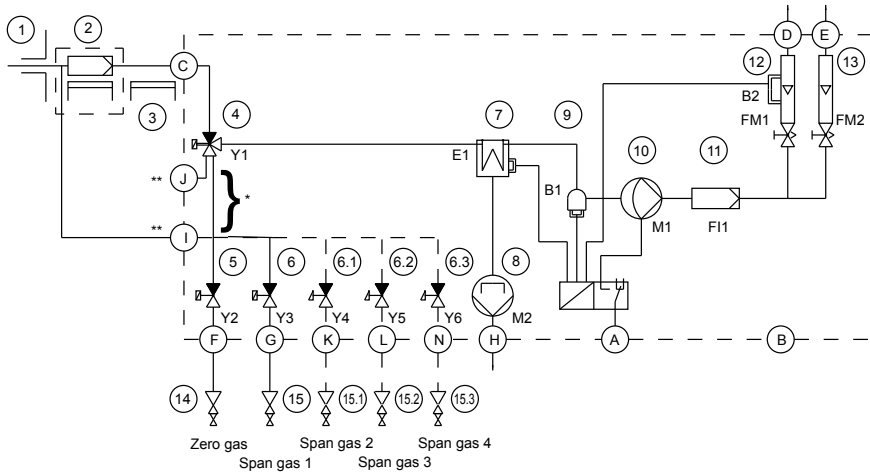 1
2
C
3
4
Y1
** J
*
** I
5
6
6.1
6.2
6.3
Y2
Y3
Y4
Y5
Y6
7
E1
8
M2
9
B1
10
M1
11
FI1
D
E
12
13
B2
FM1
FM2
F
G
K
L
N
H
A
B
14
15
15.1
15.2
15.3
Zero gas
Span gas 1
Span gas 2
Span gas 3
Span gas 4